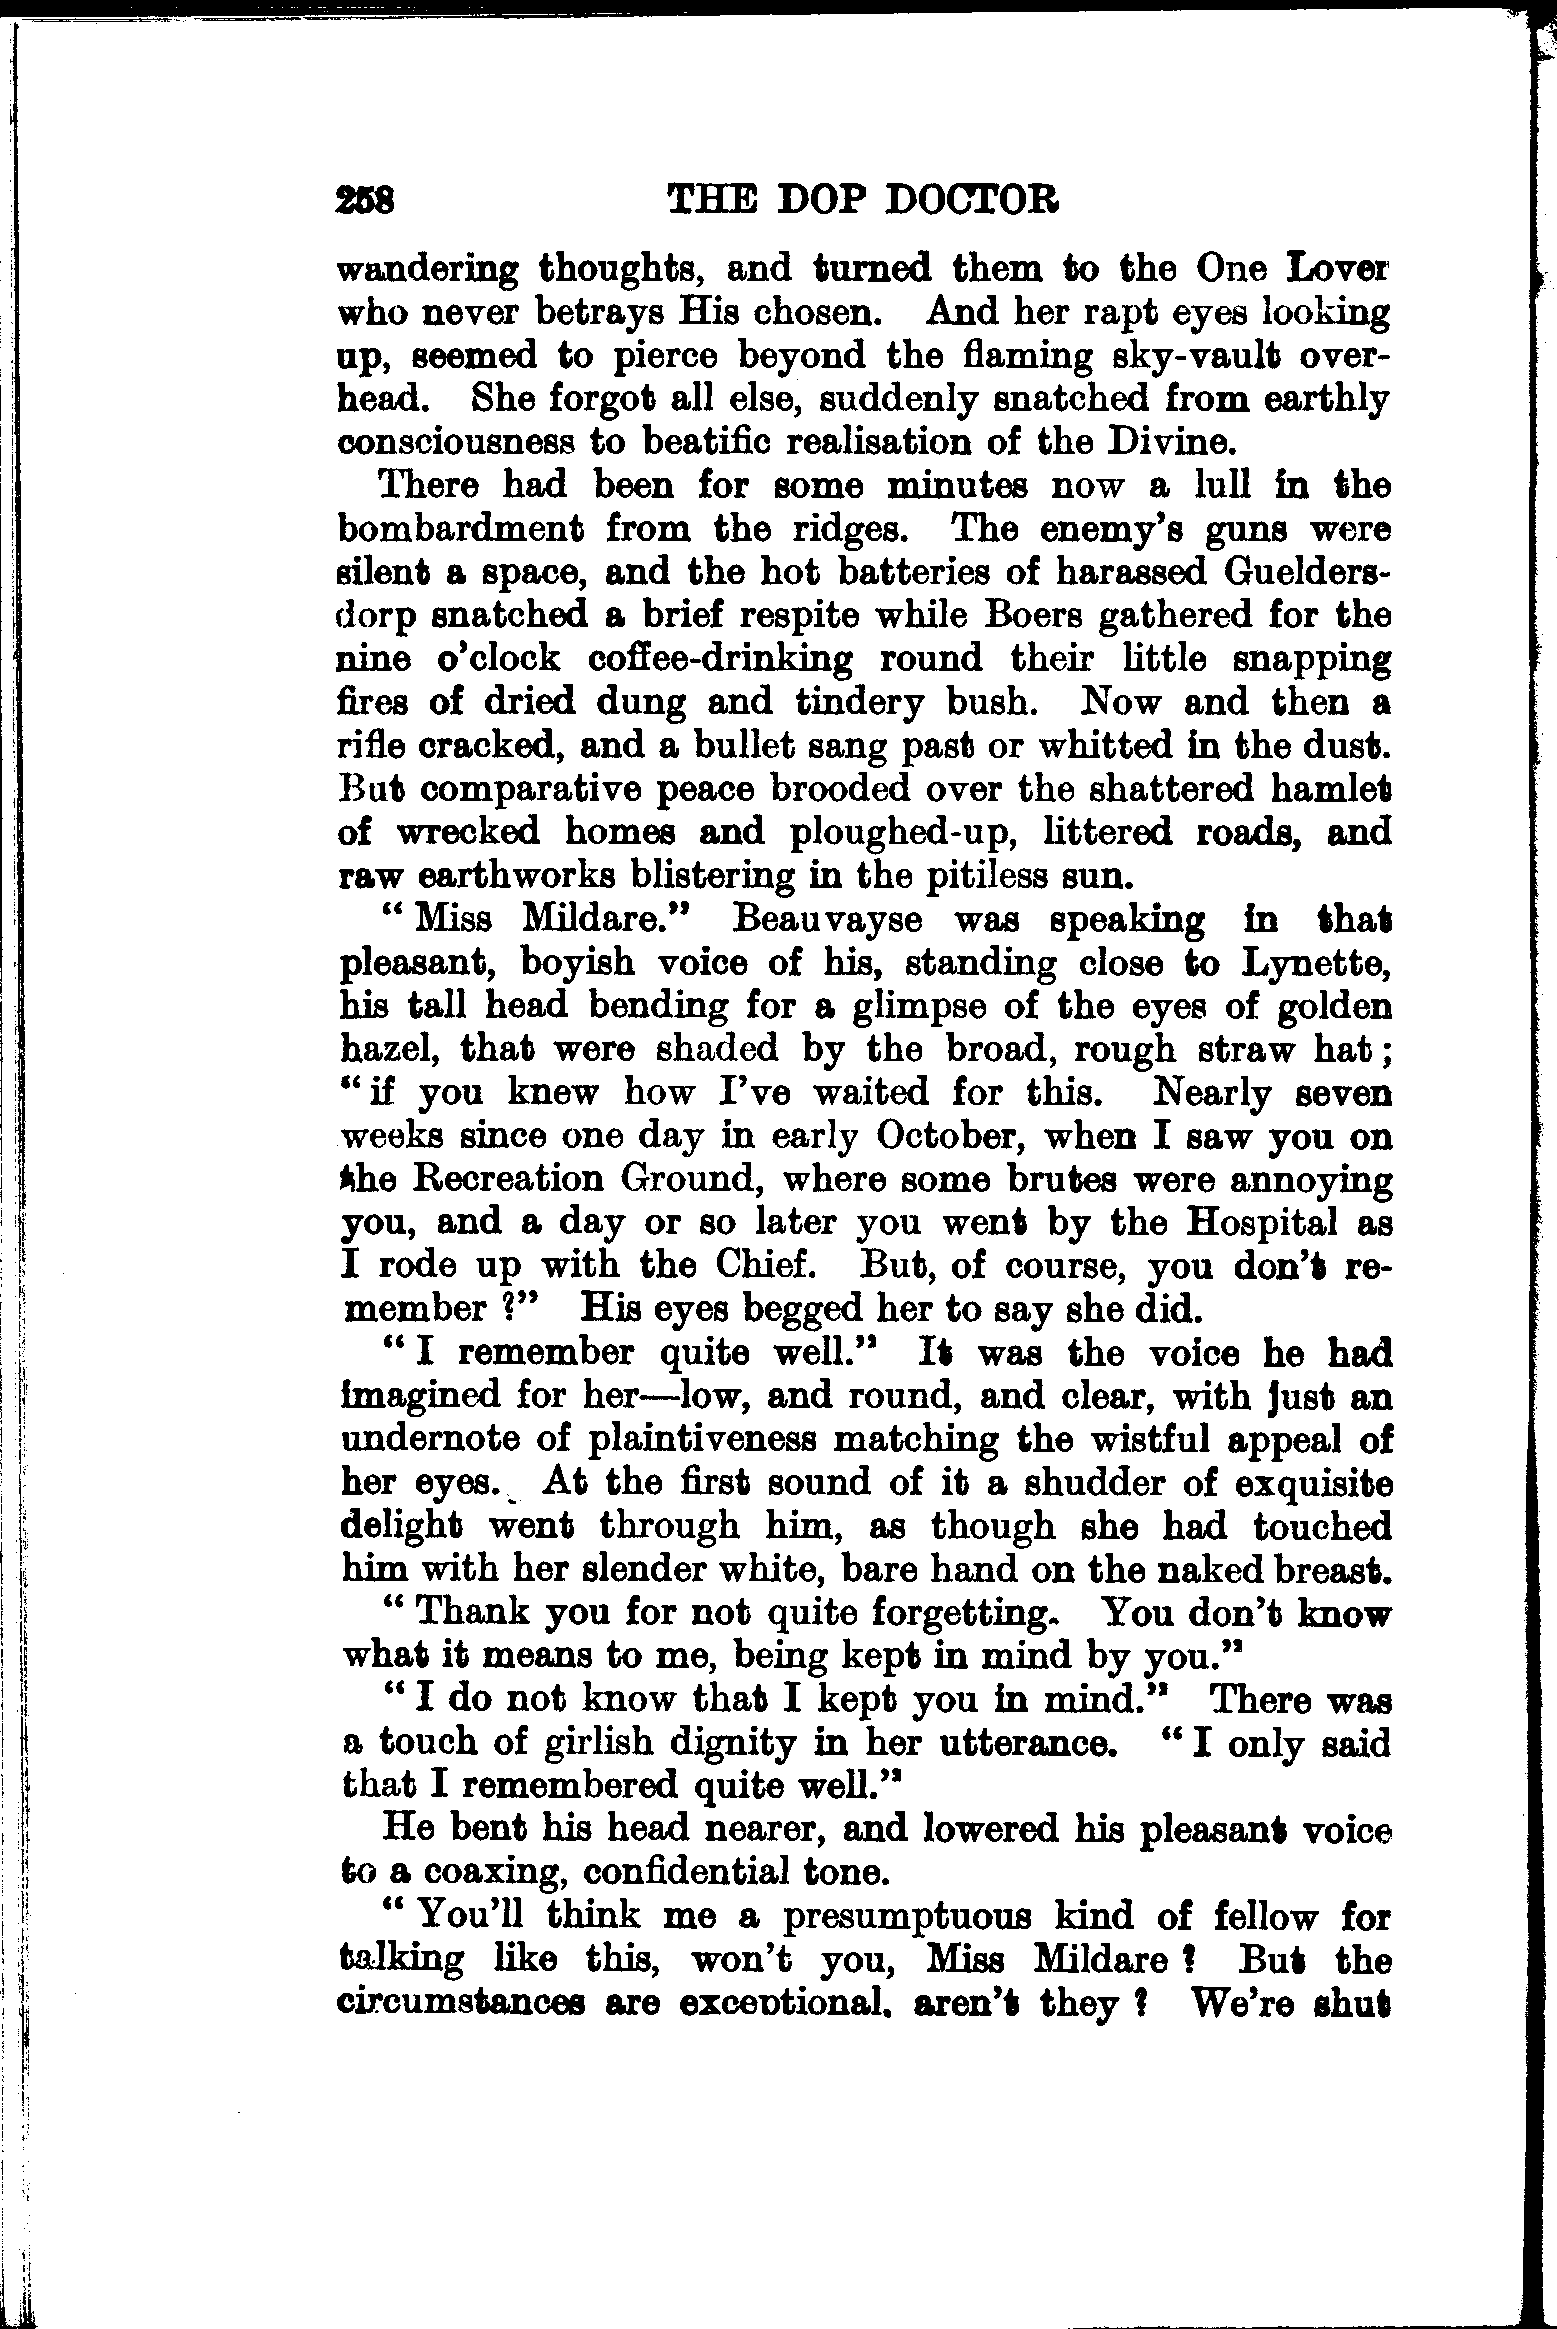 258 THE DOP DOCTOR
wandering thoughts, and turned them to the One Lover
who never betrays His chosen. And her rapt eyes looking
up, seemed to pierce beyond the flaming sky-vault over-
head. She forgot all else, suddenly snatched from earthly
consciousness to beatific realisation of the Divine.
There had been for some minutes now a lull in the
bombardment from the ridges. The enemy's guns were
silent a space, and the hot batteries of harassed Guelders-
dorp snatched a brief respite while Boers gathered for the
nine o'clock coffee-drinking round their little snapping
fires of dried dung and tindery bush. Now and then a
rifle cracked, and a bullet sang past or whitted in the dust.
But comparative peace brooded over the shattered hamlet
of wrecked homes and ploughed-up, littered roads, and
raw earthworks blistering in the pitiless sun.
"Miss Mildare." Beauvayse was speaking in that
pleasant, boyish voice of his, standing close to Lynette,
his tall head bending for a glimpse of the eyes of golden
hazel, that were shaded by the broad, rough straw hat;
"if you knew how I've waited for this. Nearly seven
weeks since one day in early October, when I saw you on
the Recreation Ground, where some brutes were annoying
you, and a day or so later you went by the Hospital as
I rode up with the Chief. But, of course, you don't re-
member?" His eyes begged her to say she did.
"I remember quite well." It was the voice he had
imagined for her—low, and round, and clear, with just an
undernote of plaintiveness matching the wistful appeal of
her eyes. At the first sound of it a shudder of exquisite
delight went through him, as though she had touched
him with her slender white, bare hand on the naked breast.
"Thank you for not quite forgetting. You don't know
what it means to me, being kept in mind by you."
"I do not know that I kept you in mind." There was
a touch of girlish dignity in her utterance. "I only said
that I remembered quite well."
He bent his head nearer, and lowered his pleasant voice
to a coaxing, confidential tone.
"You'll think me a presumptuous kind of fellow for
talking like this, won't you, Miss Mildare? But the
circumstances are exceptional, aren't they? We're shut